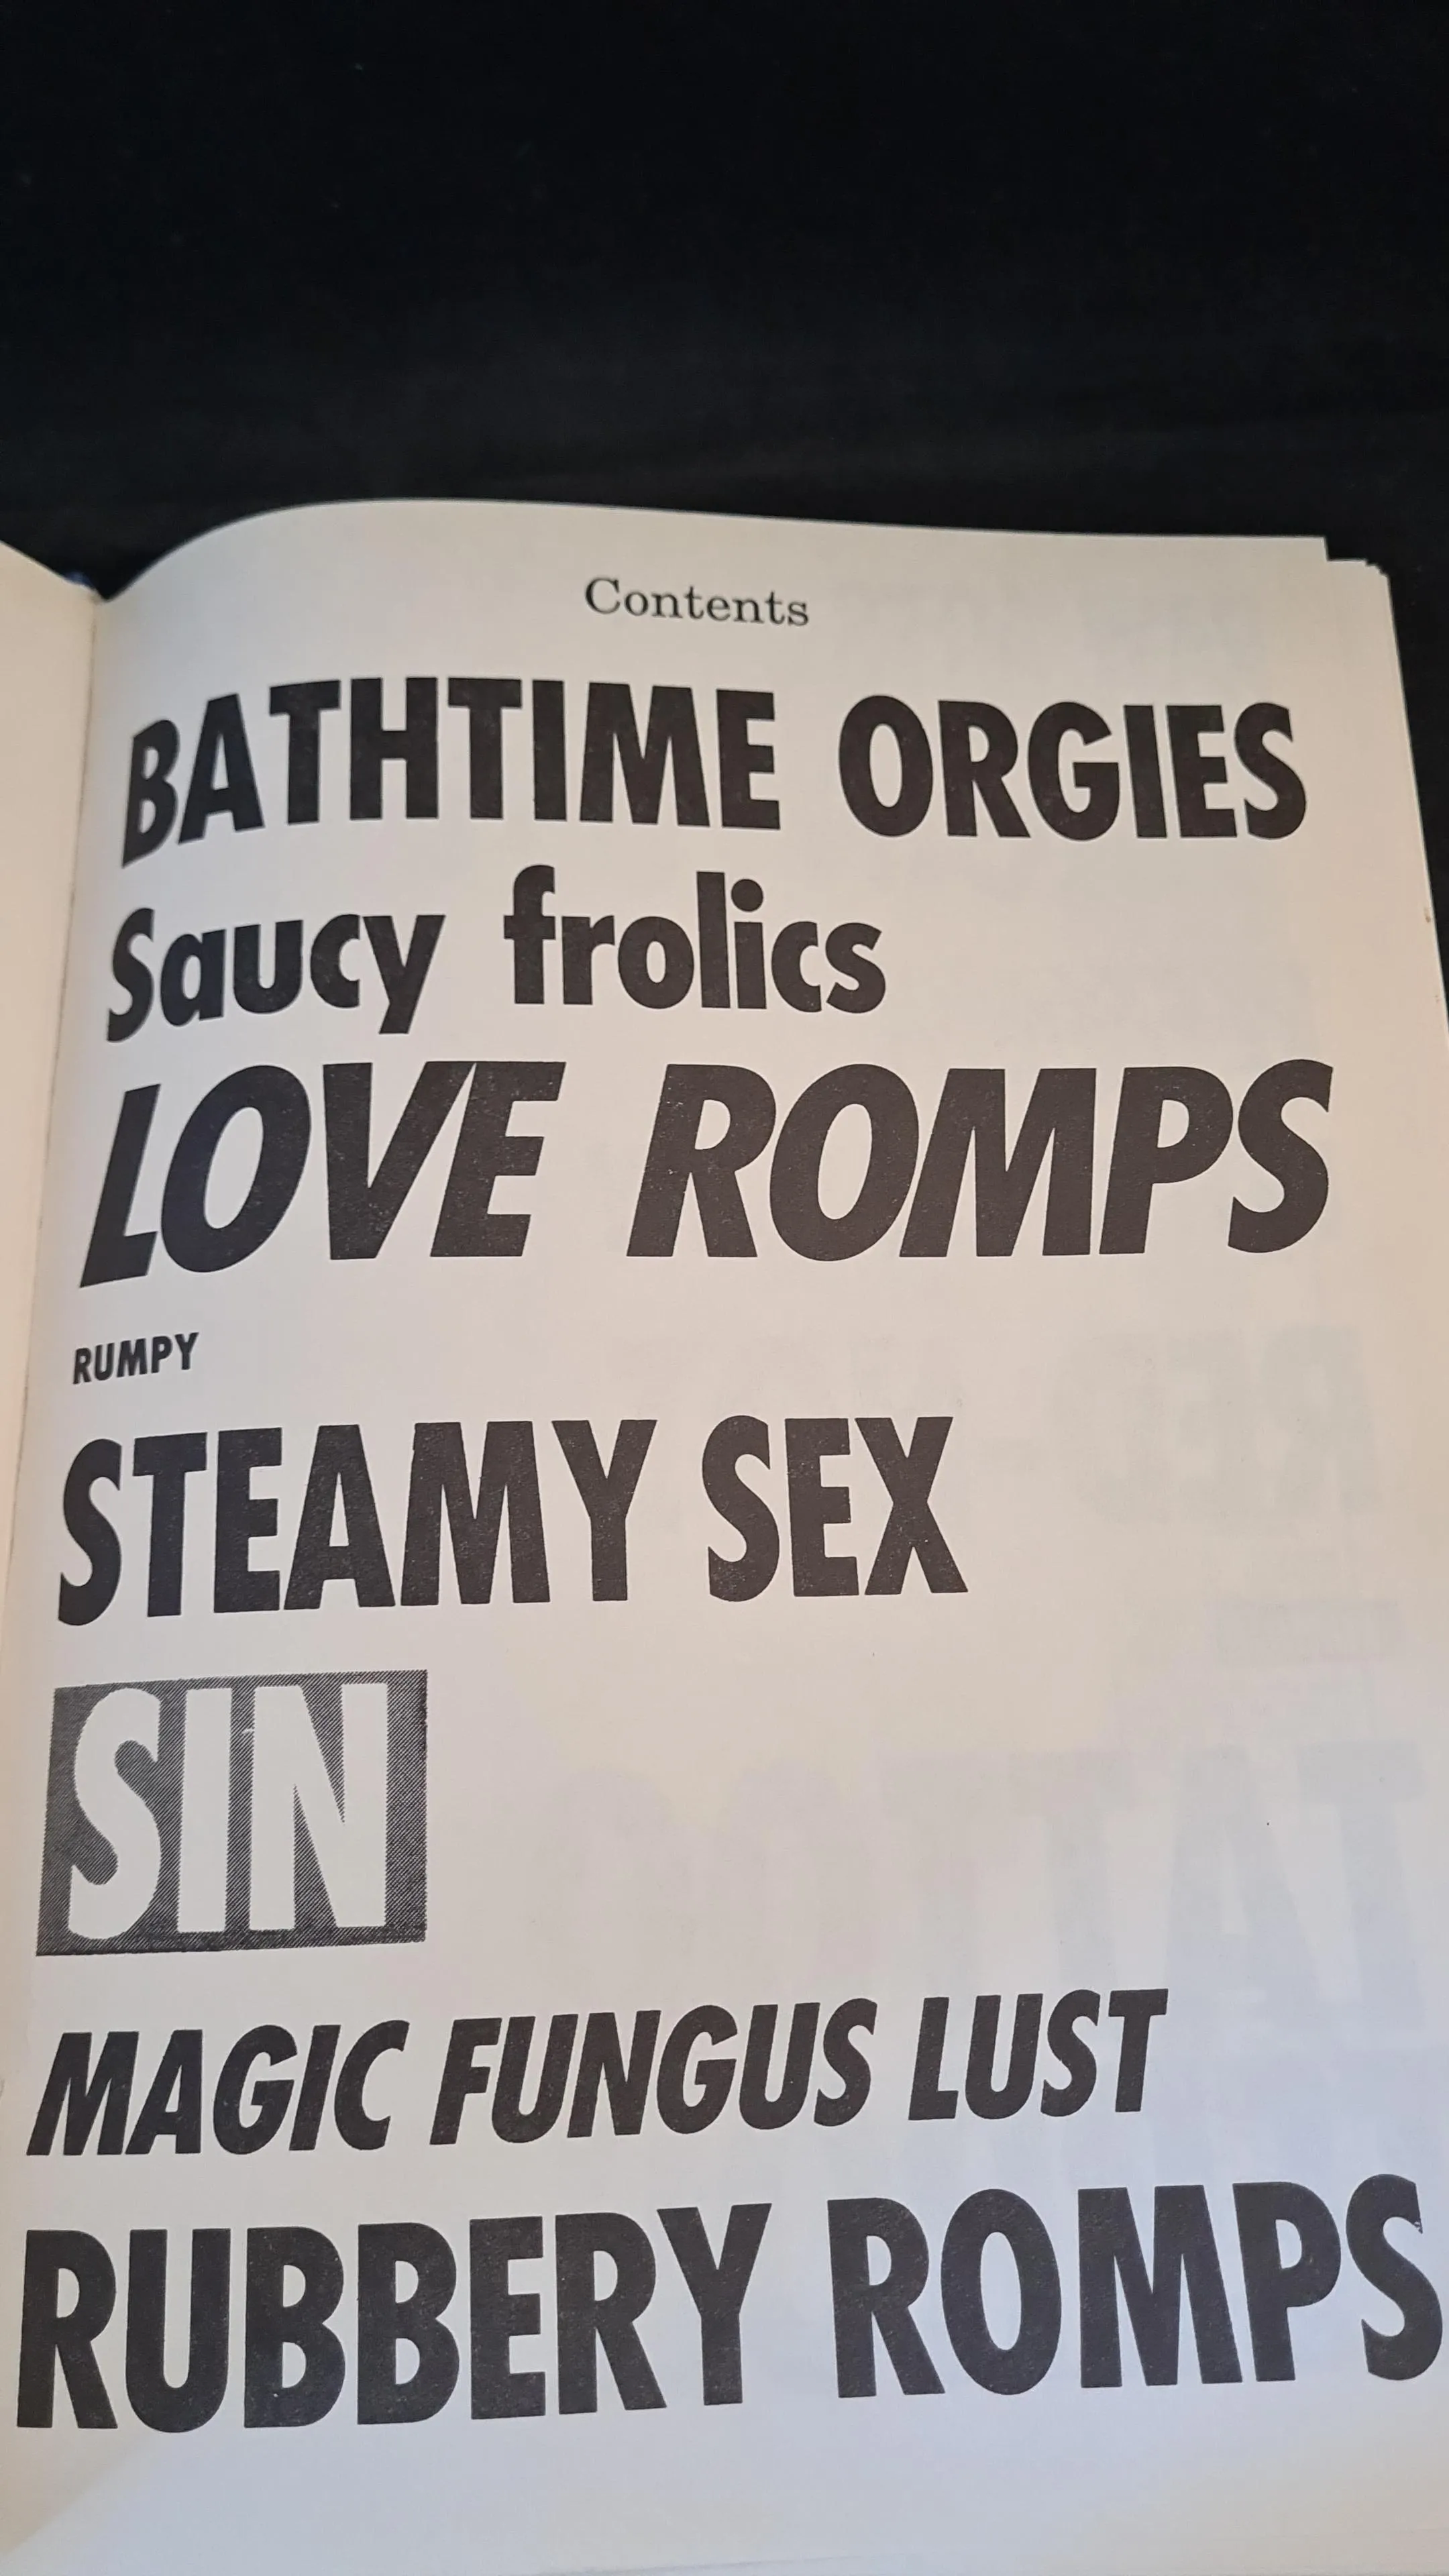 Contents
BATHTIME ORGIES
Saucy frolics
LOVE ROMPS
RUMPY
STEAMY SEX
SIN
MAGIC FUNGUS LUST
RUBBERY ROMPS